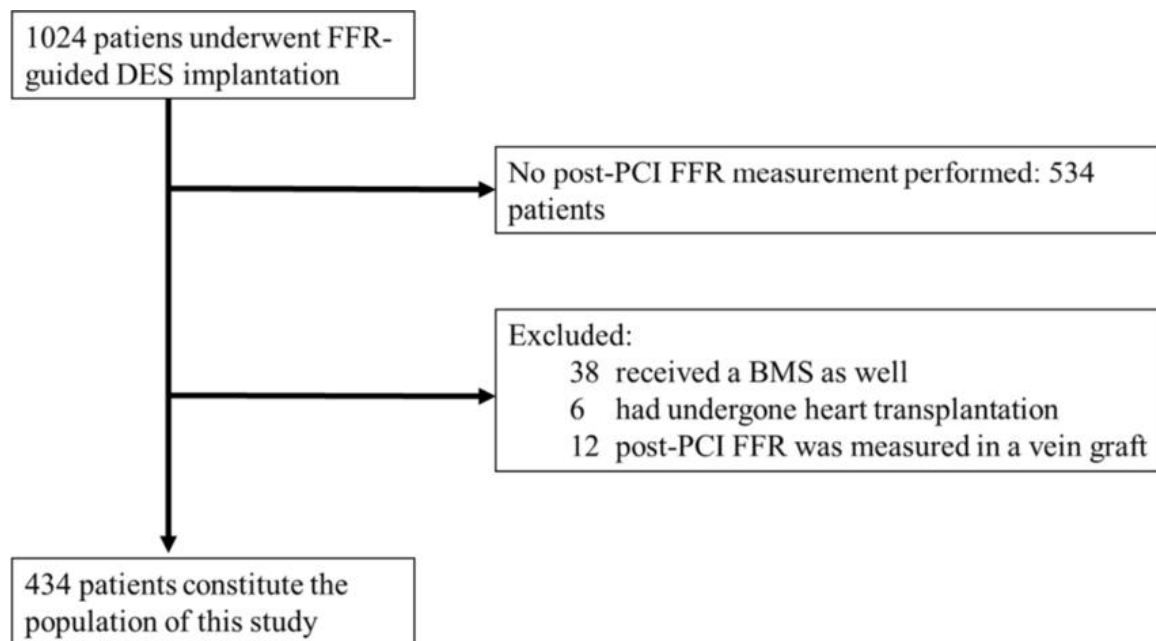 1024 patiens underwent FFR-
guided DES implantation
No post-PCI FFR measurement performed: 534
patients
Excluded:
38 received a BMS as well
6 had undergone heart transplantation
12 post-PCI FFR was measured in a vein graft
434 patients constitute the
population of this study